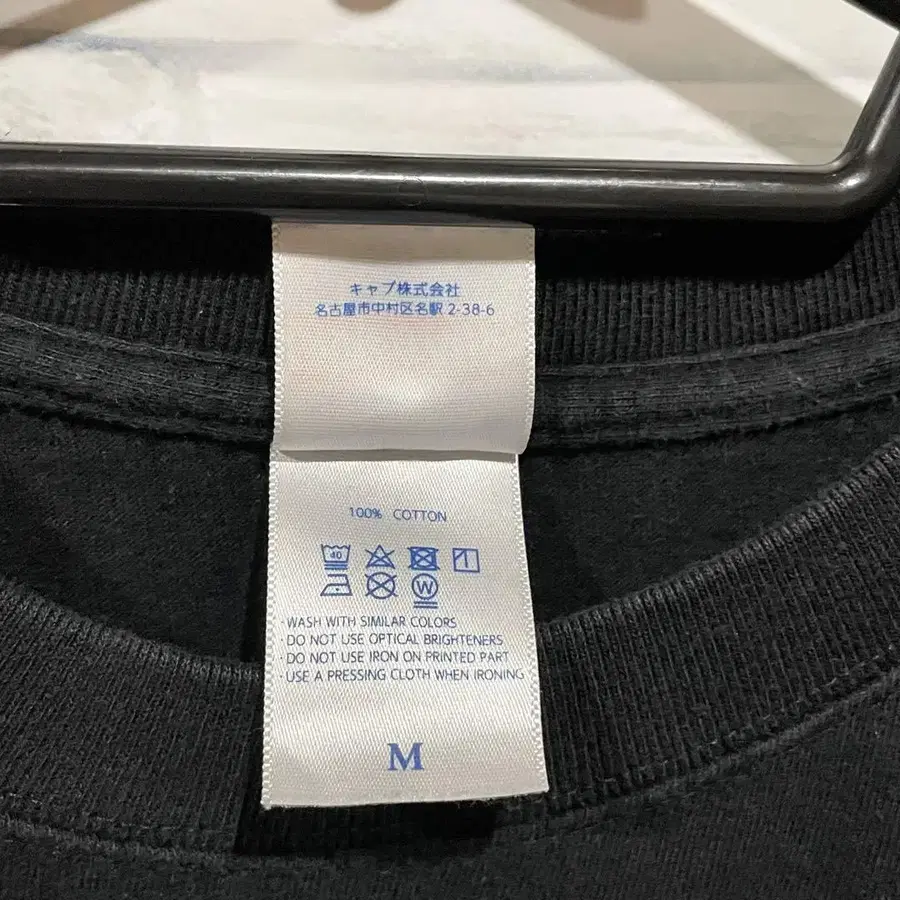 キャブ株式会社
名古屋市中村区名駅 2-38-6
100% COTTON
40
W
·WASH WITH SIMILAR COLORS
·DO NOT USE OPTICAL BRIGHTENERS
·DO NOT USE IRON ON PRINTED PART
·USE A PRESSING CLOTH WHEN IRONING
M